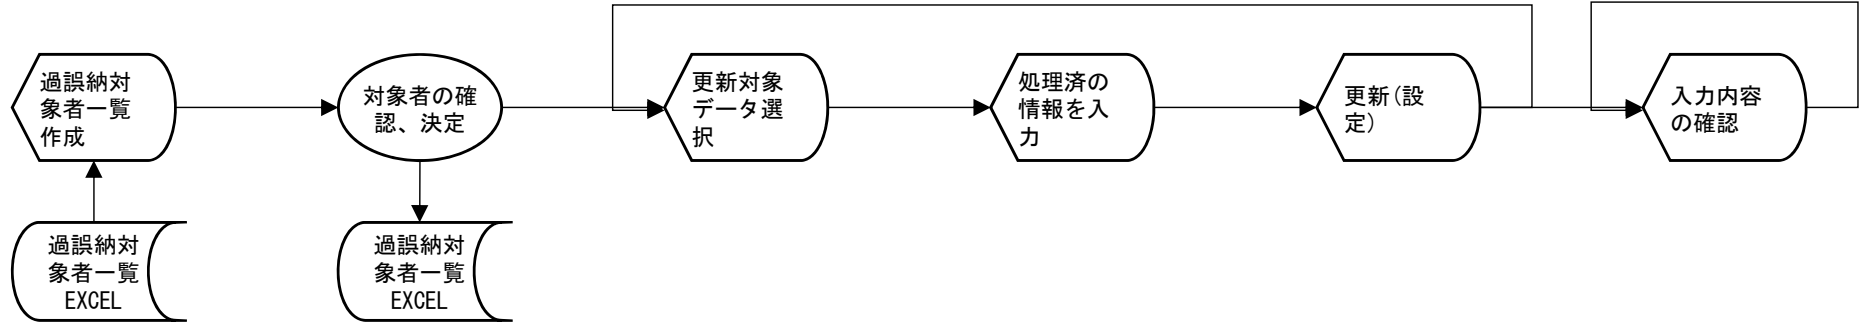 過誤納対
象者一覧
作成
対象者の確
認、決定
更新対象
データ選
択
処理済の
情報を入
力
更新(設
定)
入力内容
の確認
過誤納対
象者一覧
EXCEL
過誤納対
象者一覧
EXCEL